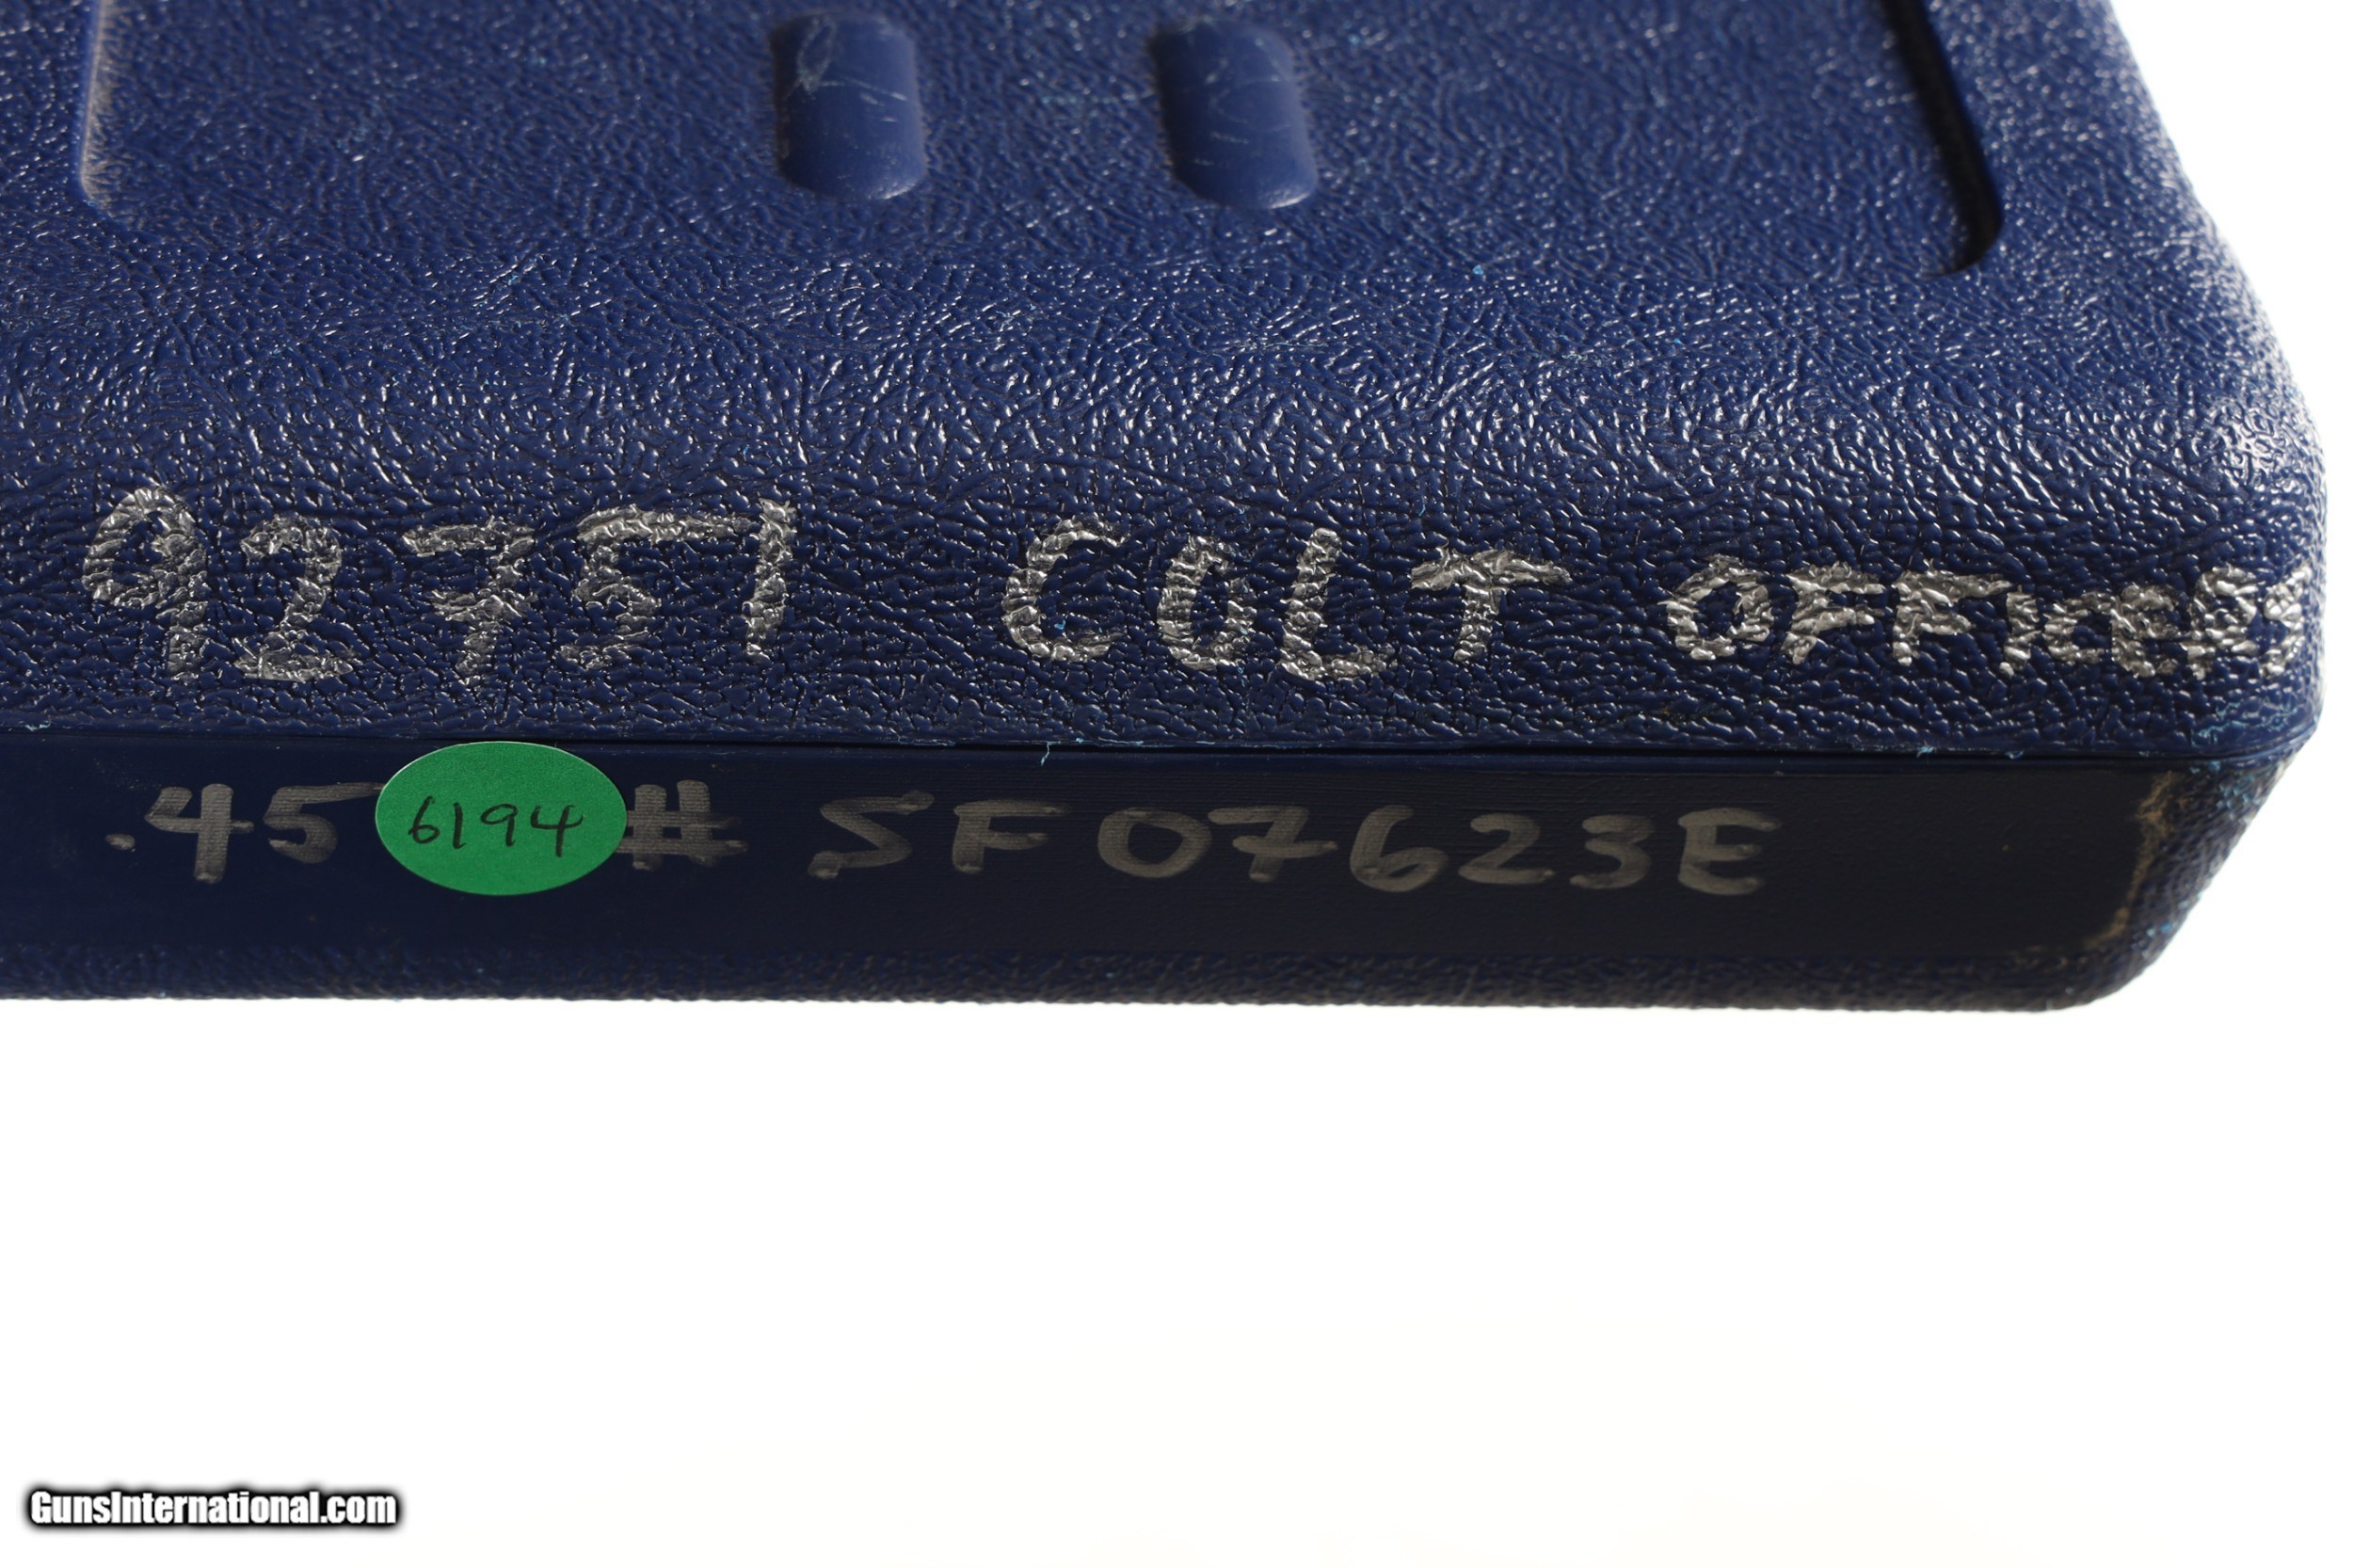 92751 COLT OFFICERS
.45 6194 # SF07623E
GunsInternational.com